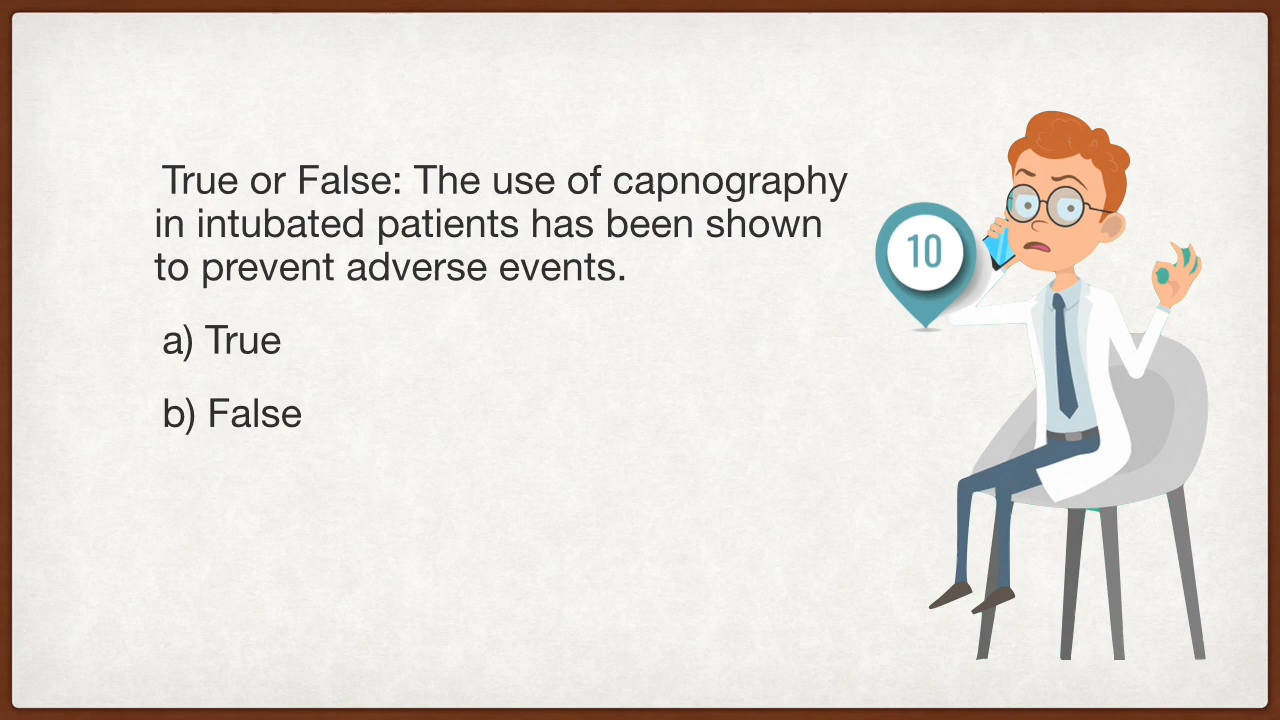 True or False: The use of capnography
in intubated patients has been shown
to prevent adverse events.
a) True
b) False
10